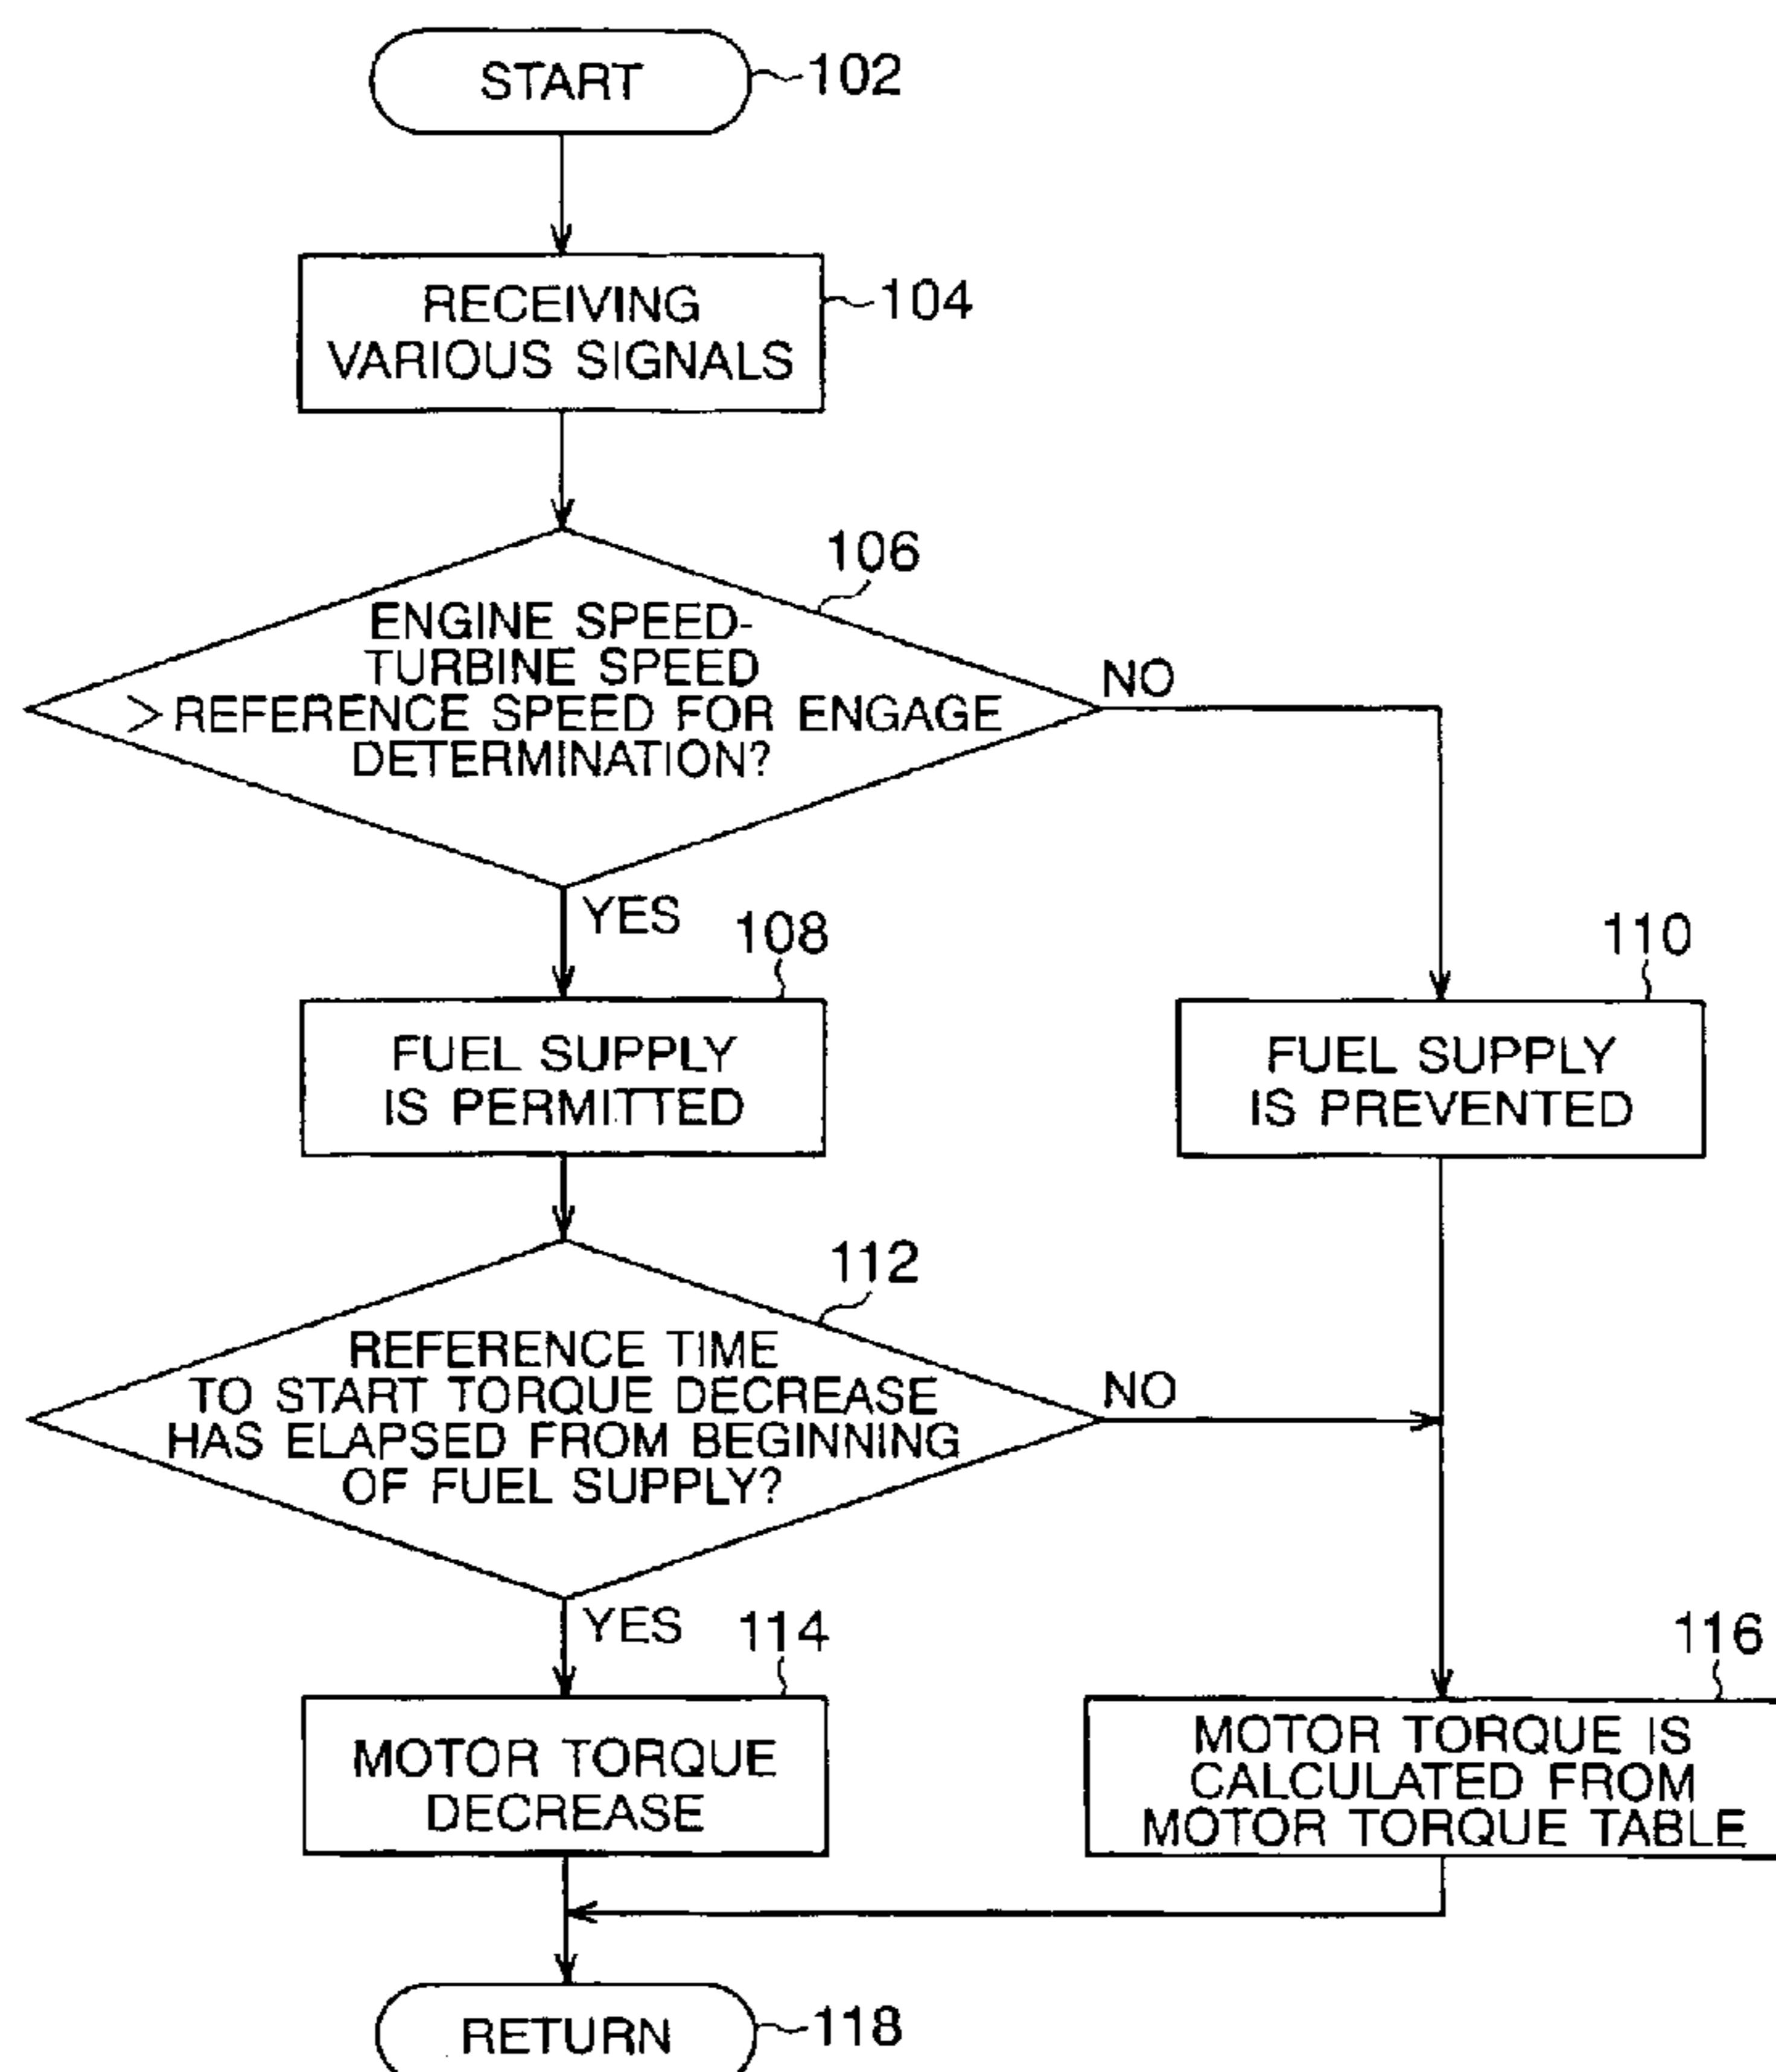 START
102
RECEIVING
VARIOUS SIGNALS
104
106
ENGINE SPEED-
TURBINE SPEED
>REFERENCE SPEED FOR ENGAGE
DETERMINATION?
NO
YES
108
FUEL SUPPLY
IS PERMITTED
110
FUEL SUPPLY
IS PREVENTED
112
REFERENCE TIME
TO START TORQUE DECREASE
HAS ELAPSED FROM BEGINNING
OF FUEL SUPPLY?
NO
YES
114
MOTOR TORQUE
DECREASE
116
MOTOR TORQUE IS
CALCULATED FROM
MOTOR TORQUE TABLE
RETURN
118